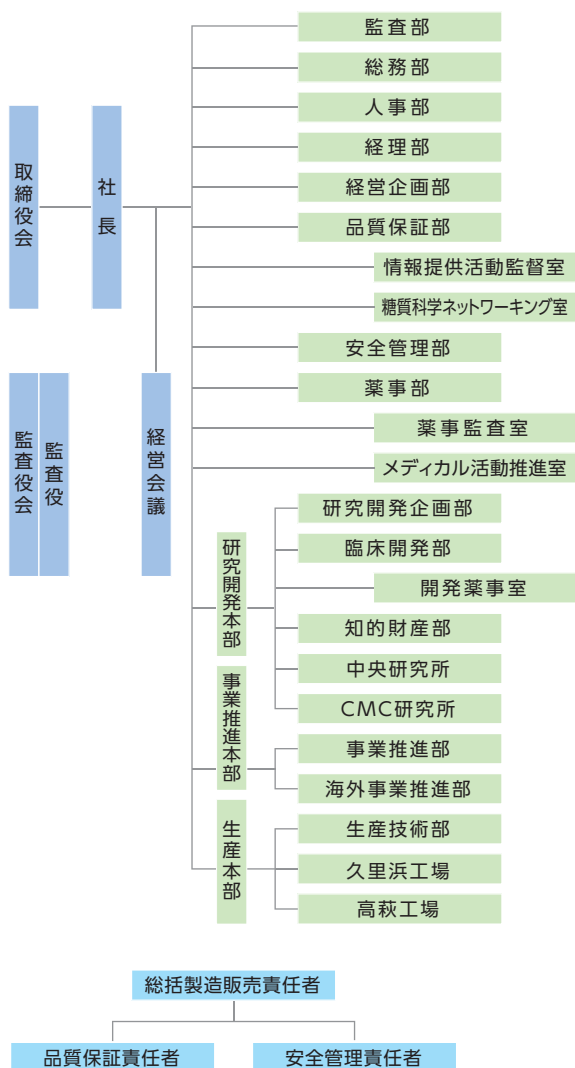 取締役会
社長
監査役会
監査役
経営会議
監査部
総務部
人事部
経理部
経営企画部
品質保証部
情報提供活動監督室
糖質科学ネットワーキング室
安全管理部
薬事部
薬事監査室
メディカル活動推進室
研究開発本部
研究開発企画部
臨床開発部
開発薬事室
知的財産部
中央研究所
CMC研究所
事業推進本部
事業推進部
海外事業推進部
生産本部
生産技術部
久里浜工場
高萩工場
総括製造販売責任者
品質保証責任者
安全管理責任者